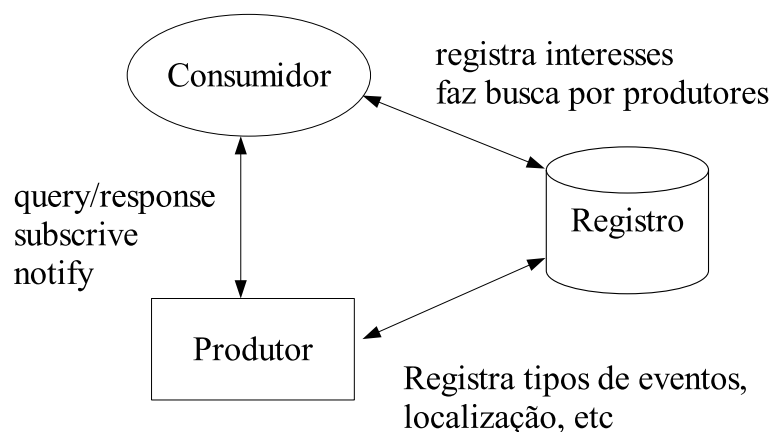 Consumidor
registra interesses
faz busca por produtores
query/response
subscrive
notify
Registro
Produtor
Registra tipos de eventos,
localização, etc